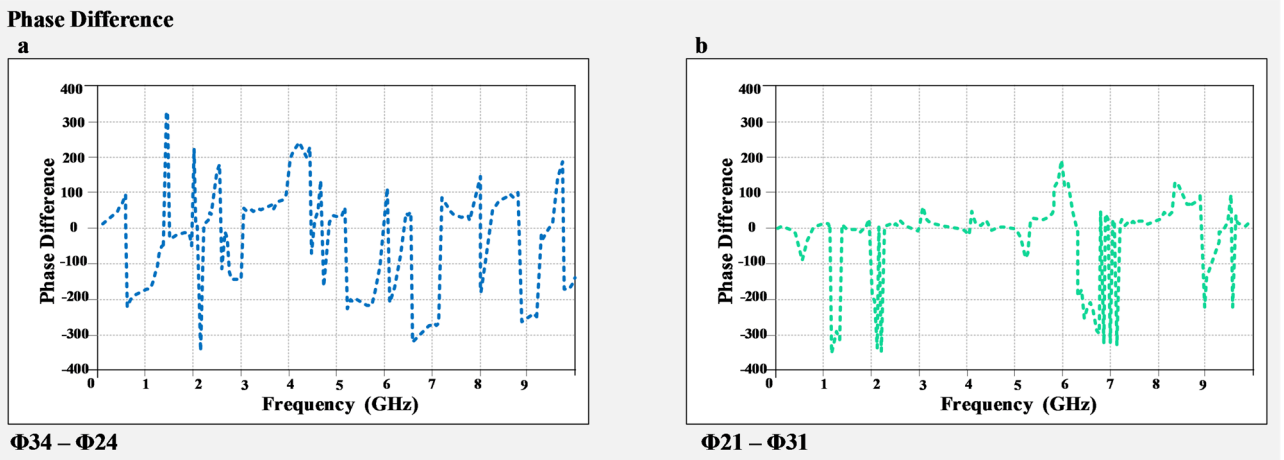 Phase Difference
a
400
300
200
100
0
-100
-200
-300
-400
Phase Difference
0 1 2 3 4 5 6 7 8 9
Frequency (GHz)
Φ34 – Φ24
b
400
300
200
100
0
-100
-200
-300
-400
Phase Difference
0 1 2 3 4 5 6 7 8 9
Frequency (GHz)
Φ21 – Φ31